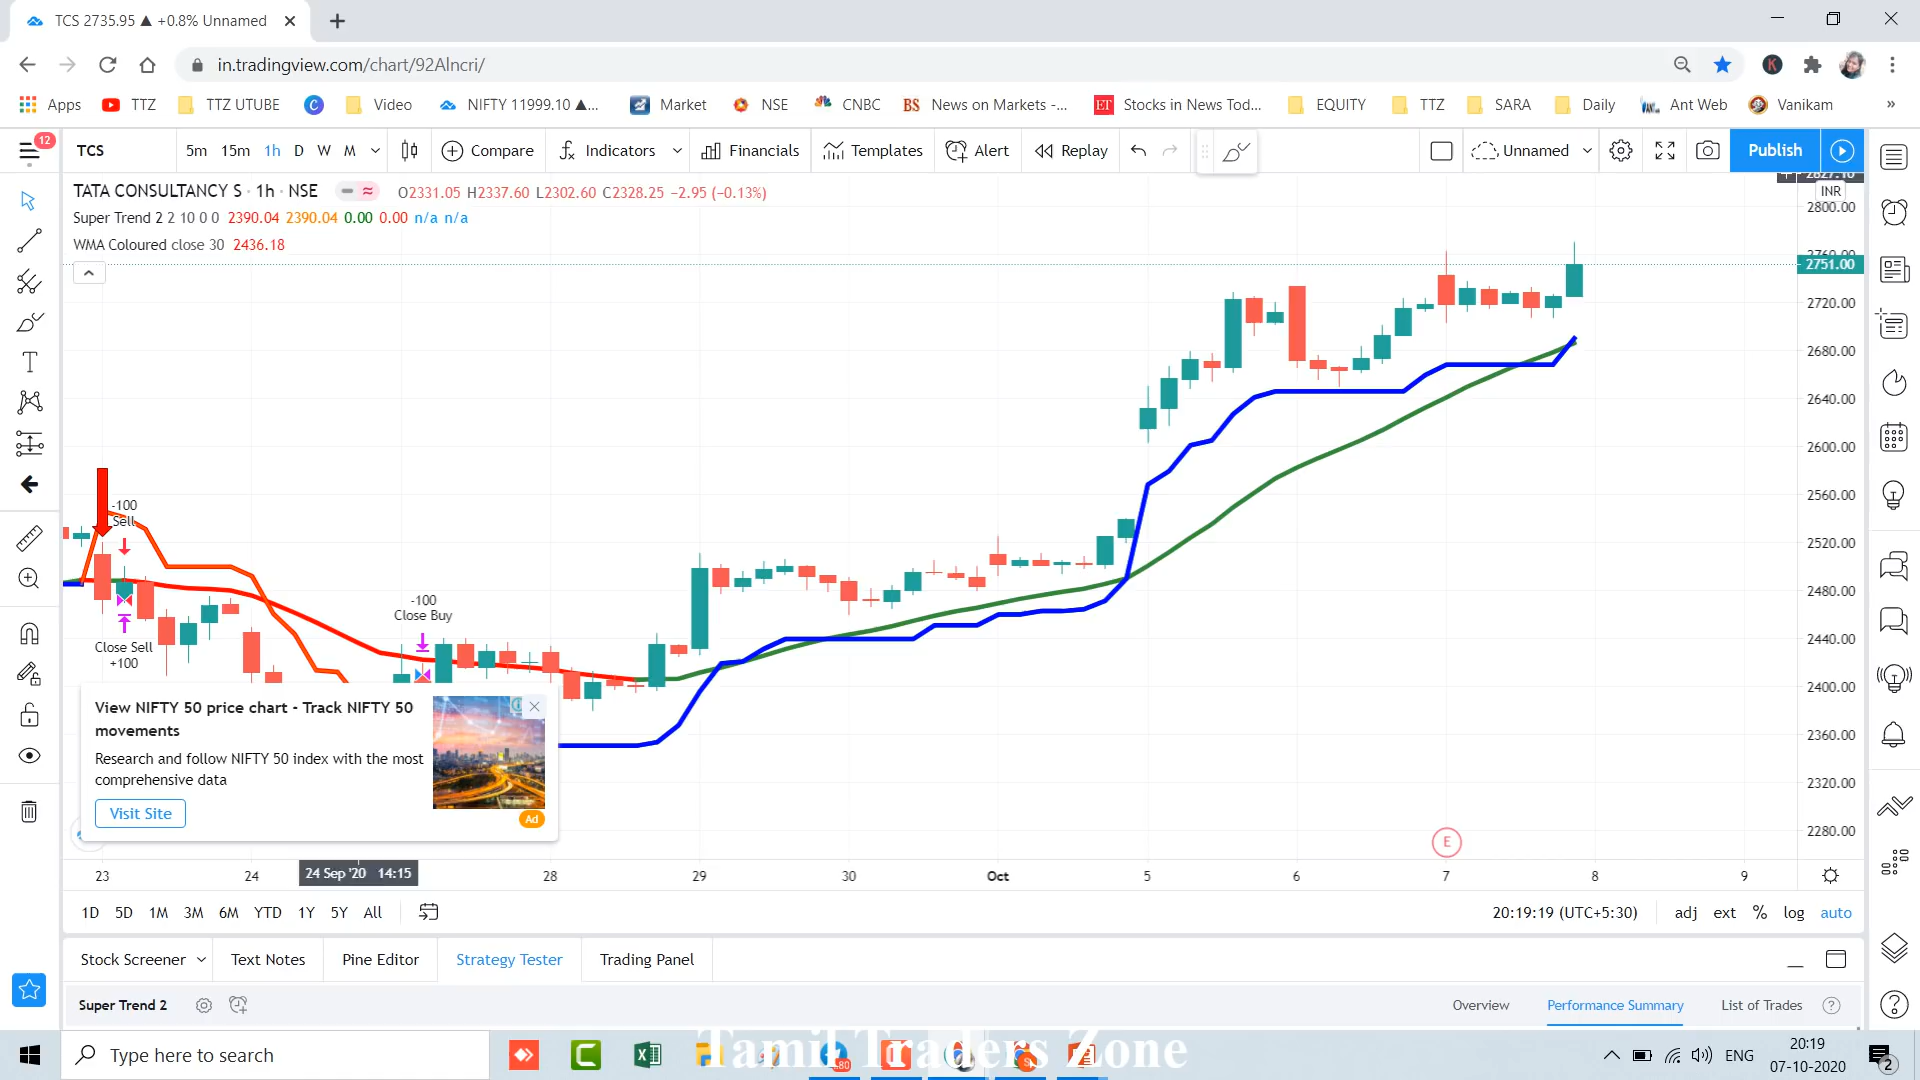 TCS 2735.95 ▲ +0.8% Unnamed
in.tradingview.com/chart/92Alncri/
Apps TTZ TTZ UTUBE Video NIFTY 11999.10 ▲... Market NSE CNBC BS News on Markets -... ET Stocks in News Tod... EQUITY TTZ SARA Daily Ant Web Vanikam »
12
TCS 5m 15m 1h D W M Compare Indicators Financials Templates Alert Replay Unnamed Publish
TATA CONSULTANCY S · 1h · NSE O2331.05 H2337.60 L2302.60 C2328.25 −2.95 (−0.13%)
INR
Super Trend 2 2 10 0 0 2390.04 2390.04 0.00 0.00 n/a n/a
WMA Coloured close 30 2436.18
2800.00
2760.00
2751.00
2720.00
2680.00
2640.00
2600.00
2560.00
2520.00
2480.00
2440.00
2400.00
2360.00
2320.00
2280.00
-100
Sell
Close Sell
+100
-100
Close Buy
View NIFTY 50 price chart - Track NIFTY 50
movements
Research and follow NIFTY 50 index with the most
comprehensive data
Visit Site
Ad
E
23 24 24 Sep '20 14:15 28 29 30 Oct 5 6 7 8 9
1D 5D 1M 3M 6M YTD 1Y 5Y All 20:19:19 (UTC+5:30) adj ext % log auto
Stock Screener Text Notes Pine Editor Strategy Tester Trading Panel
Super Trend 2 Overview Performance Summary List of Trades
Tamil Traders Zone
Type here to search
ENG
20:19
07-10-2020
2